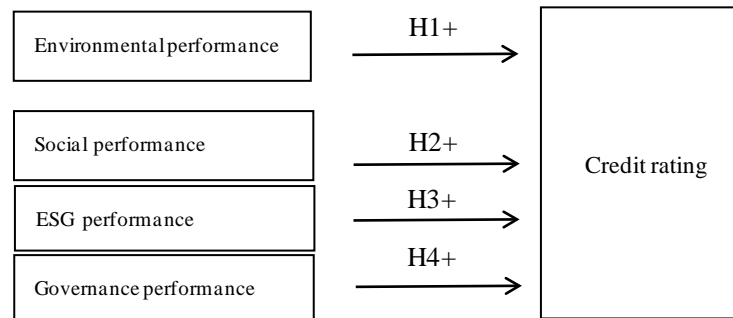 Environmental performance
H1+
Social performance
H2+
ESG performance
H3+
Governance performance
H4+
Credit rating